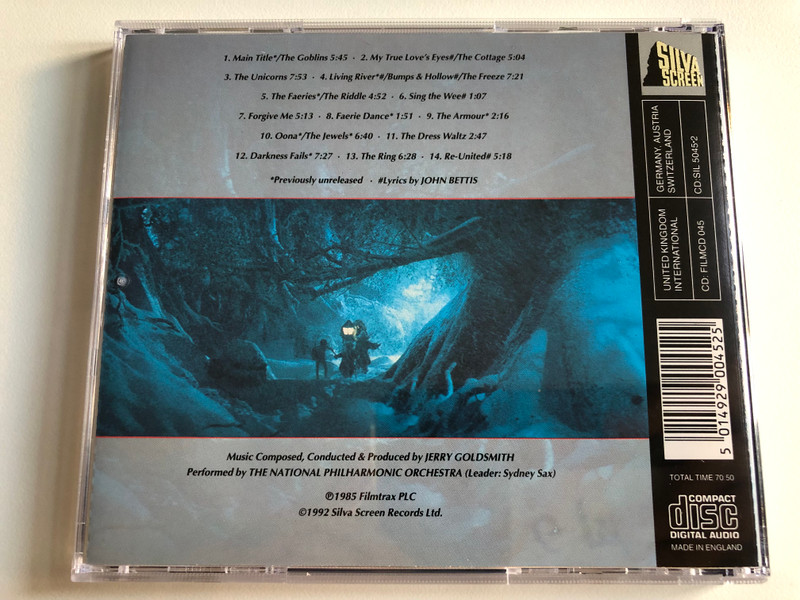 1. Main Title*/The Goblins 5:45 · 2. My True Love's Eyes#/The Cottage 5:04
3. The Unicorns 7:53 · 4. Living River*#/Bumps & Hollow#/The Freeze 7:21
5. The Faeries*/The Riddle 4:52 · 6. Sing the Wee# 1:07
7. Forgive Me 5:13 · 8. Faerie Dance* 1:51 · 9. The Armour* 2:16
10. Oona*/The Jewels* 6:40 · 11. The Dress Waltz 2:47
12. Darkness Fails* 7:27 · 13. The Ring 6:28 · 14. Re-United# 5:18
*Previously unreleased · #Lyrics by JOHN BETTIS
Music Composed, Conducted & Produced by JERRY GOLDSMITH
Performed by THE NATIONAL PHILHARMONIC ORCHESTRA (Leader: Sydney Sax)
℗1985 Filmtrax PLC
©1992 Silva Screen Records Ltd.
SILVA
SCREEN
GERMANY, AUSTRIA
SWITZERLAND
CD:SIL 5045-2
UNITED KINGDOM
INTERNATIONAL
CD: FILMCD 045
5 014929 004525
TOTAL TIME 70:50
COMPACT
disc
DIGITAL AUDIO
MADE IN ENGLAND